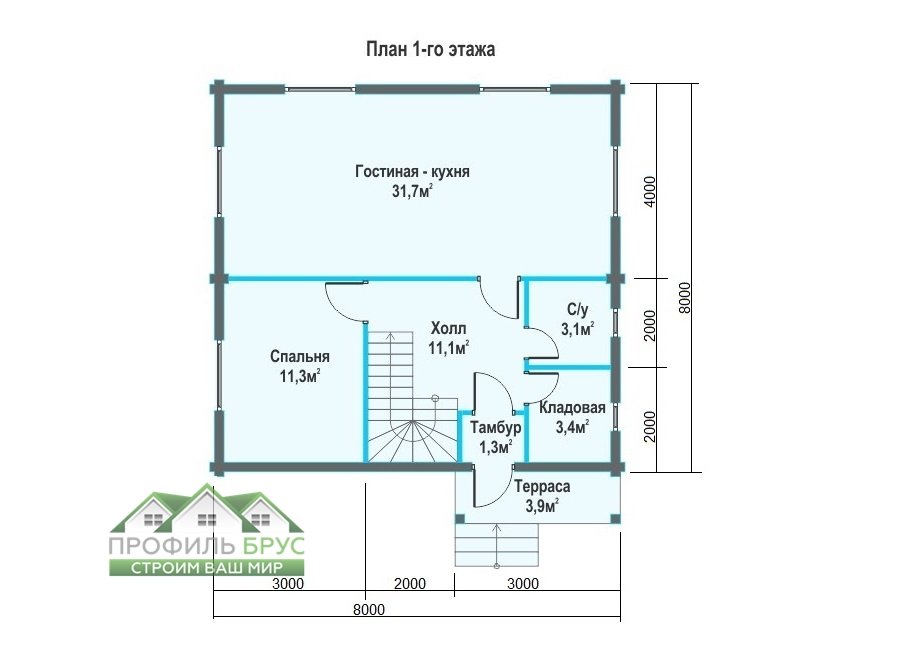 План 1-го этажа
Гостиная - кухня
31,7м²
4000
8000
2000
С/у
3,1м²
Холл
11,1м²
Спальня
11,3м²
Кладовая
3,4м²
Тамбур
1,3м²
2000
Терраса
3,9м²
ПРОФИЛЬ БРУС
СТРОИМ ВАШ МИР
3000
2000
3000
8000